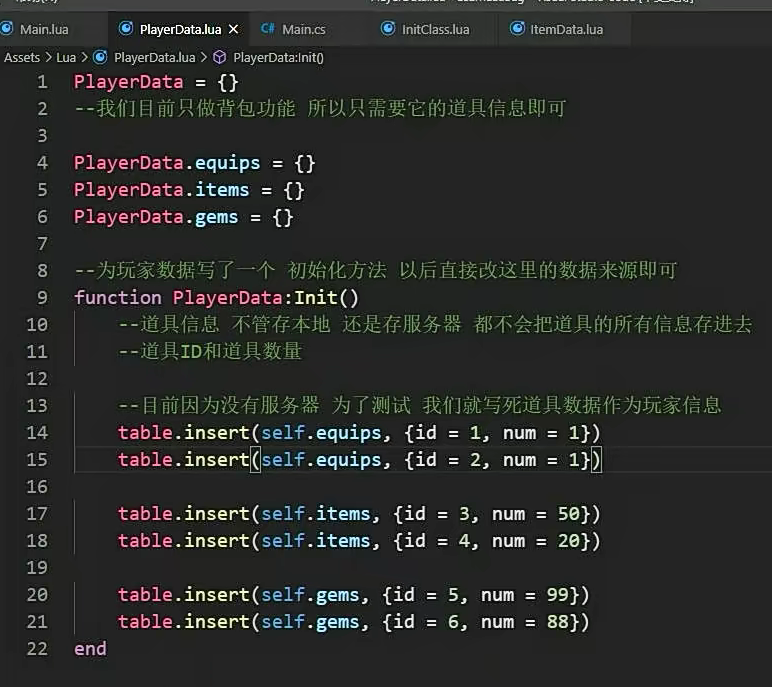 Main.lua PlayerData.lua × C# Main.cs InitClass.lua ItemData.lua
Assets > Lua > PlayerData.lua > PlayerData:Init()
1 PlayerData = {}
2 --我们目前只做背包功能 所以只需要它的道具信息即可
3
4 PlayerData.equips = {}
5 PlayerData.items = {}
6 PlayerData.gems = {}
7
8 --为玩家数据写了一个 初始化方法 以后直接改这里的数据来源即可
9 function PlayerData:Init()
10 --道具信息 不管存本地 还是存服务器 都不会把道具的所有信息存进去
11 --道具ID和道具数量
12
13 --目前因为没有服务器 为了测试 我们就写死道具数据作为玩家信息
14 table.insert(self.equips, {id = 1, num = 1})
15 table.insert(self.equips, {id = 2, num = 1})
16
17 table.insert(self.items, {id = 3, num = 50})
18 table.insert(self.items, {id = 4, num = 20})
19
20 table.insert(self.gems, {id = 5, num = 99})
21 table.insert(self.gems, {id = 6, num = 88})
22 end